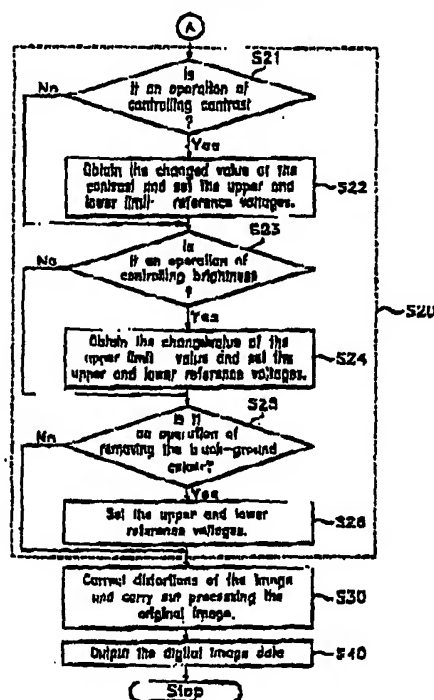 A
S21
Is
it an operation of
controlling contrast
?
No
Yes
Obtain the changed value of the
contrast and set the upper and
lower limit reference voltages.
S22
S23
Is
it an operation of
controlling brightness
?
No
Yes
S20
Obtain the change value of the
upper limit value and set the
upper and lower reference voltages.
S24
S25
Is it
an operation of
removing the back-ground
colour?
No
Yes
Set the upper and lower
reference voltages.
S26
Correct distortions of the image
and carry out processing the
original image.
S30
Output the digital image data
S40
Stop